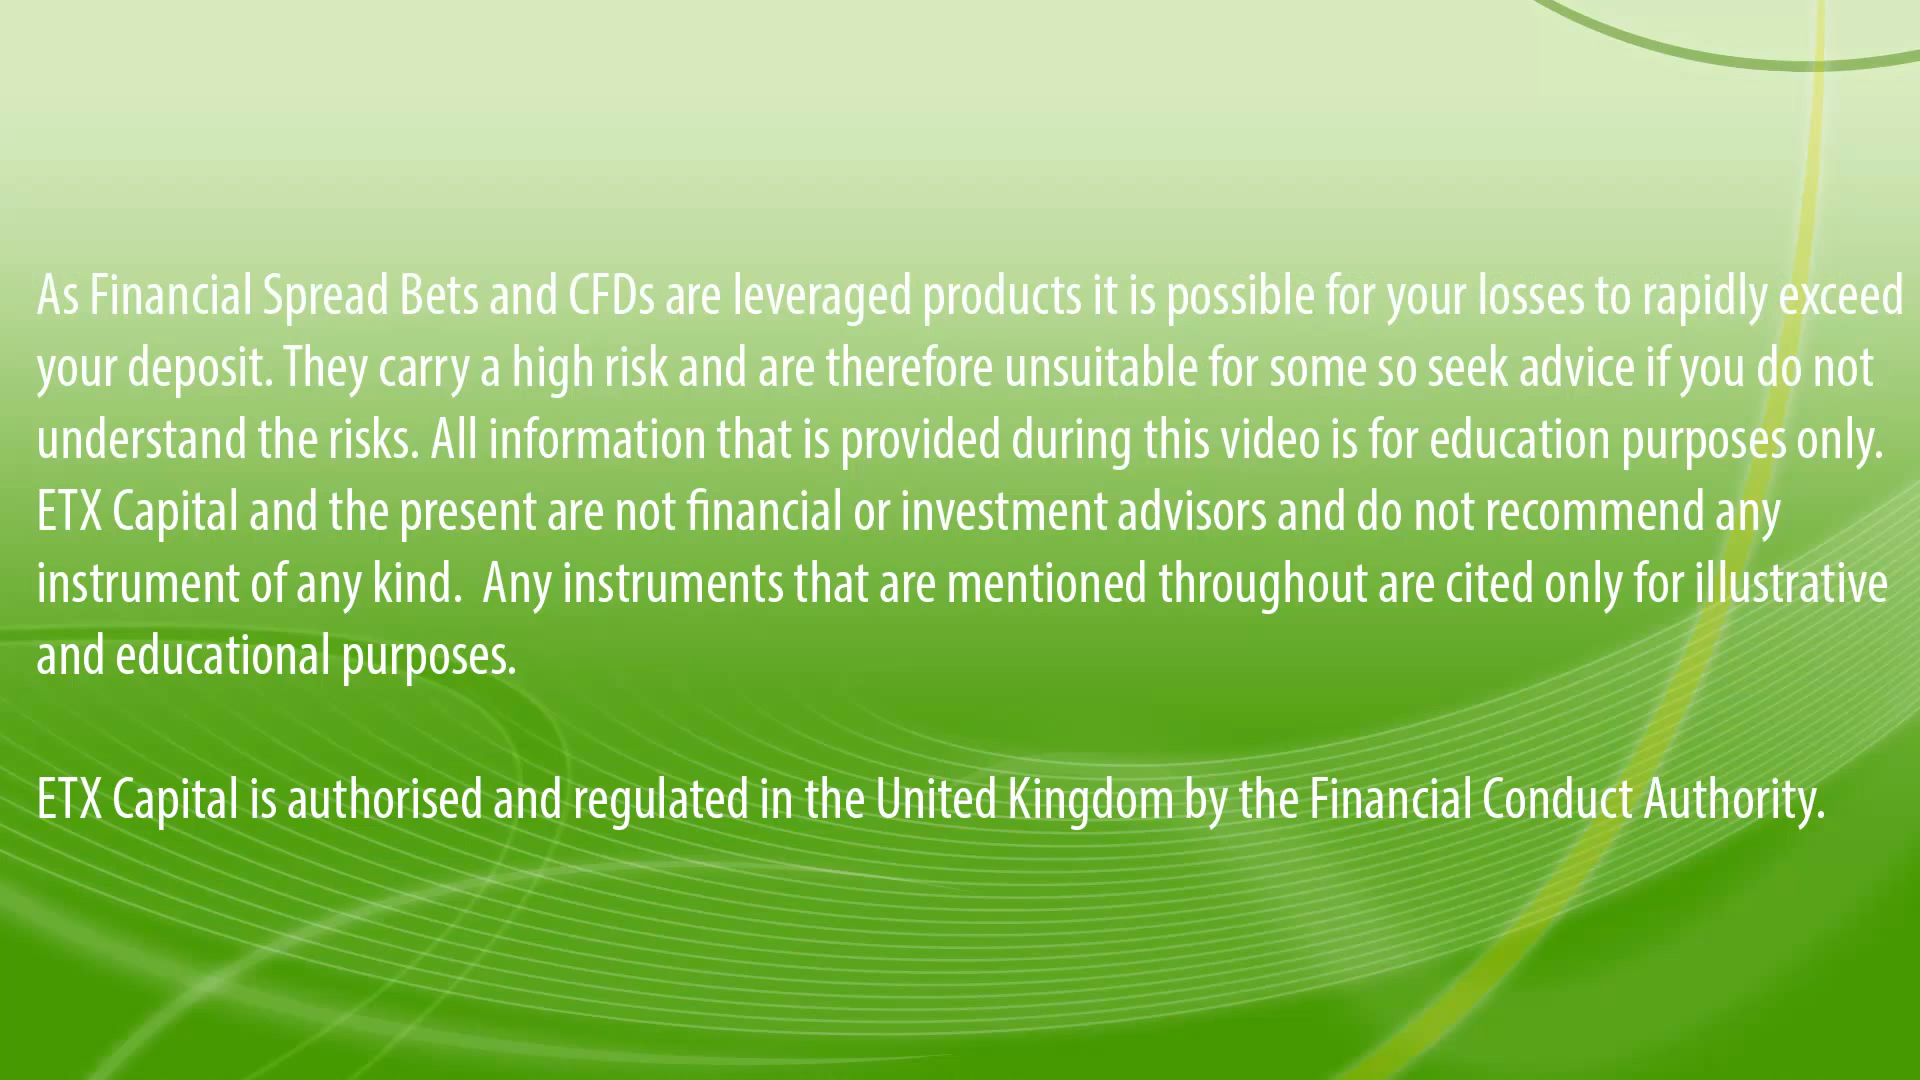 As Financial Spread Bets and CFDs are leveraged products it is possible for your losses to rapidly exceed
your deposit. They carry a high risk and are therefore unsuitable for some so seek advice if you do not
understand the risks. All information that is provided during this video is for education purposes only.
ETX Capital and the present are not financial or investment advisors and do not recommend any
instrument of any kind.  Any instruments that are mentioned throughout are cited only for illustrative
and educational purposes.
ETX Capital is authorised and regulated in the United Kingdom by the Financial Conduct Authority.